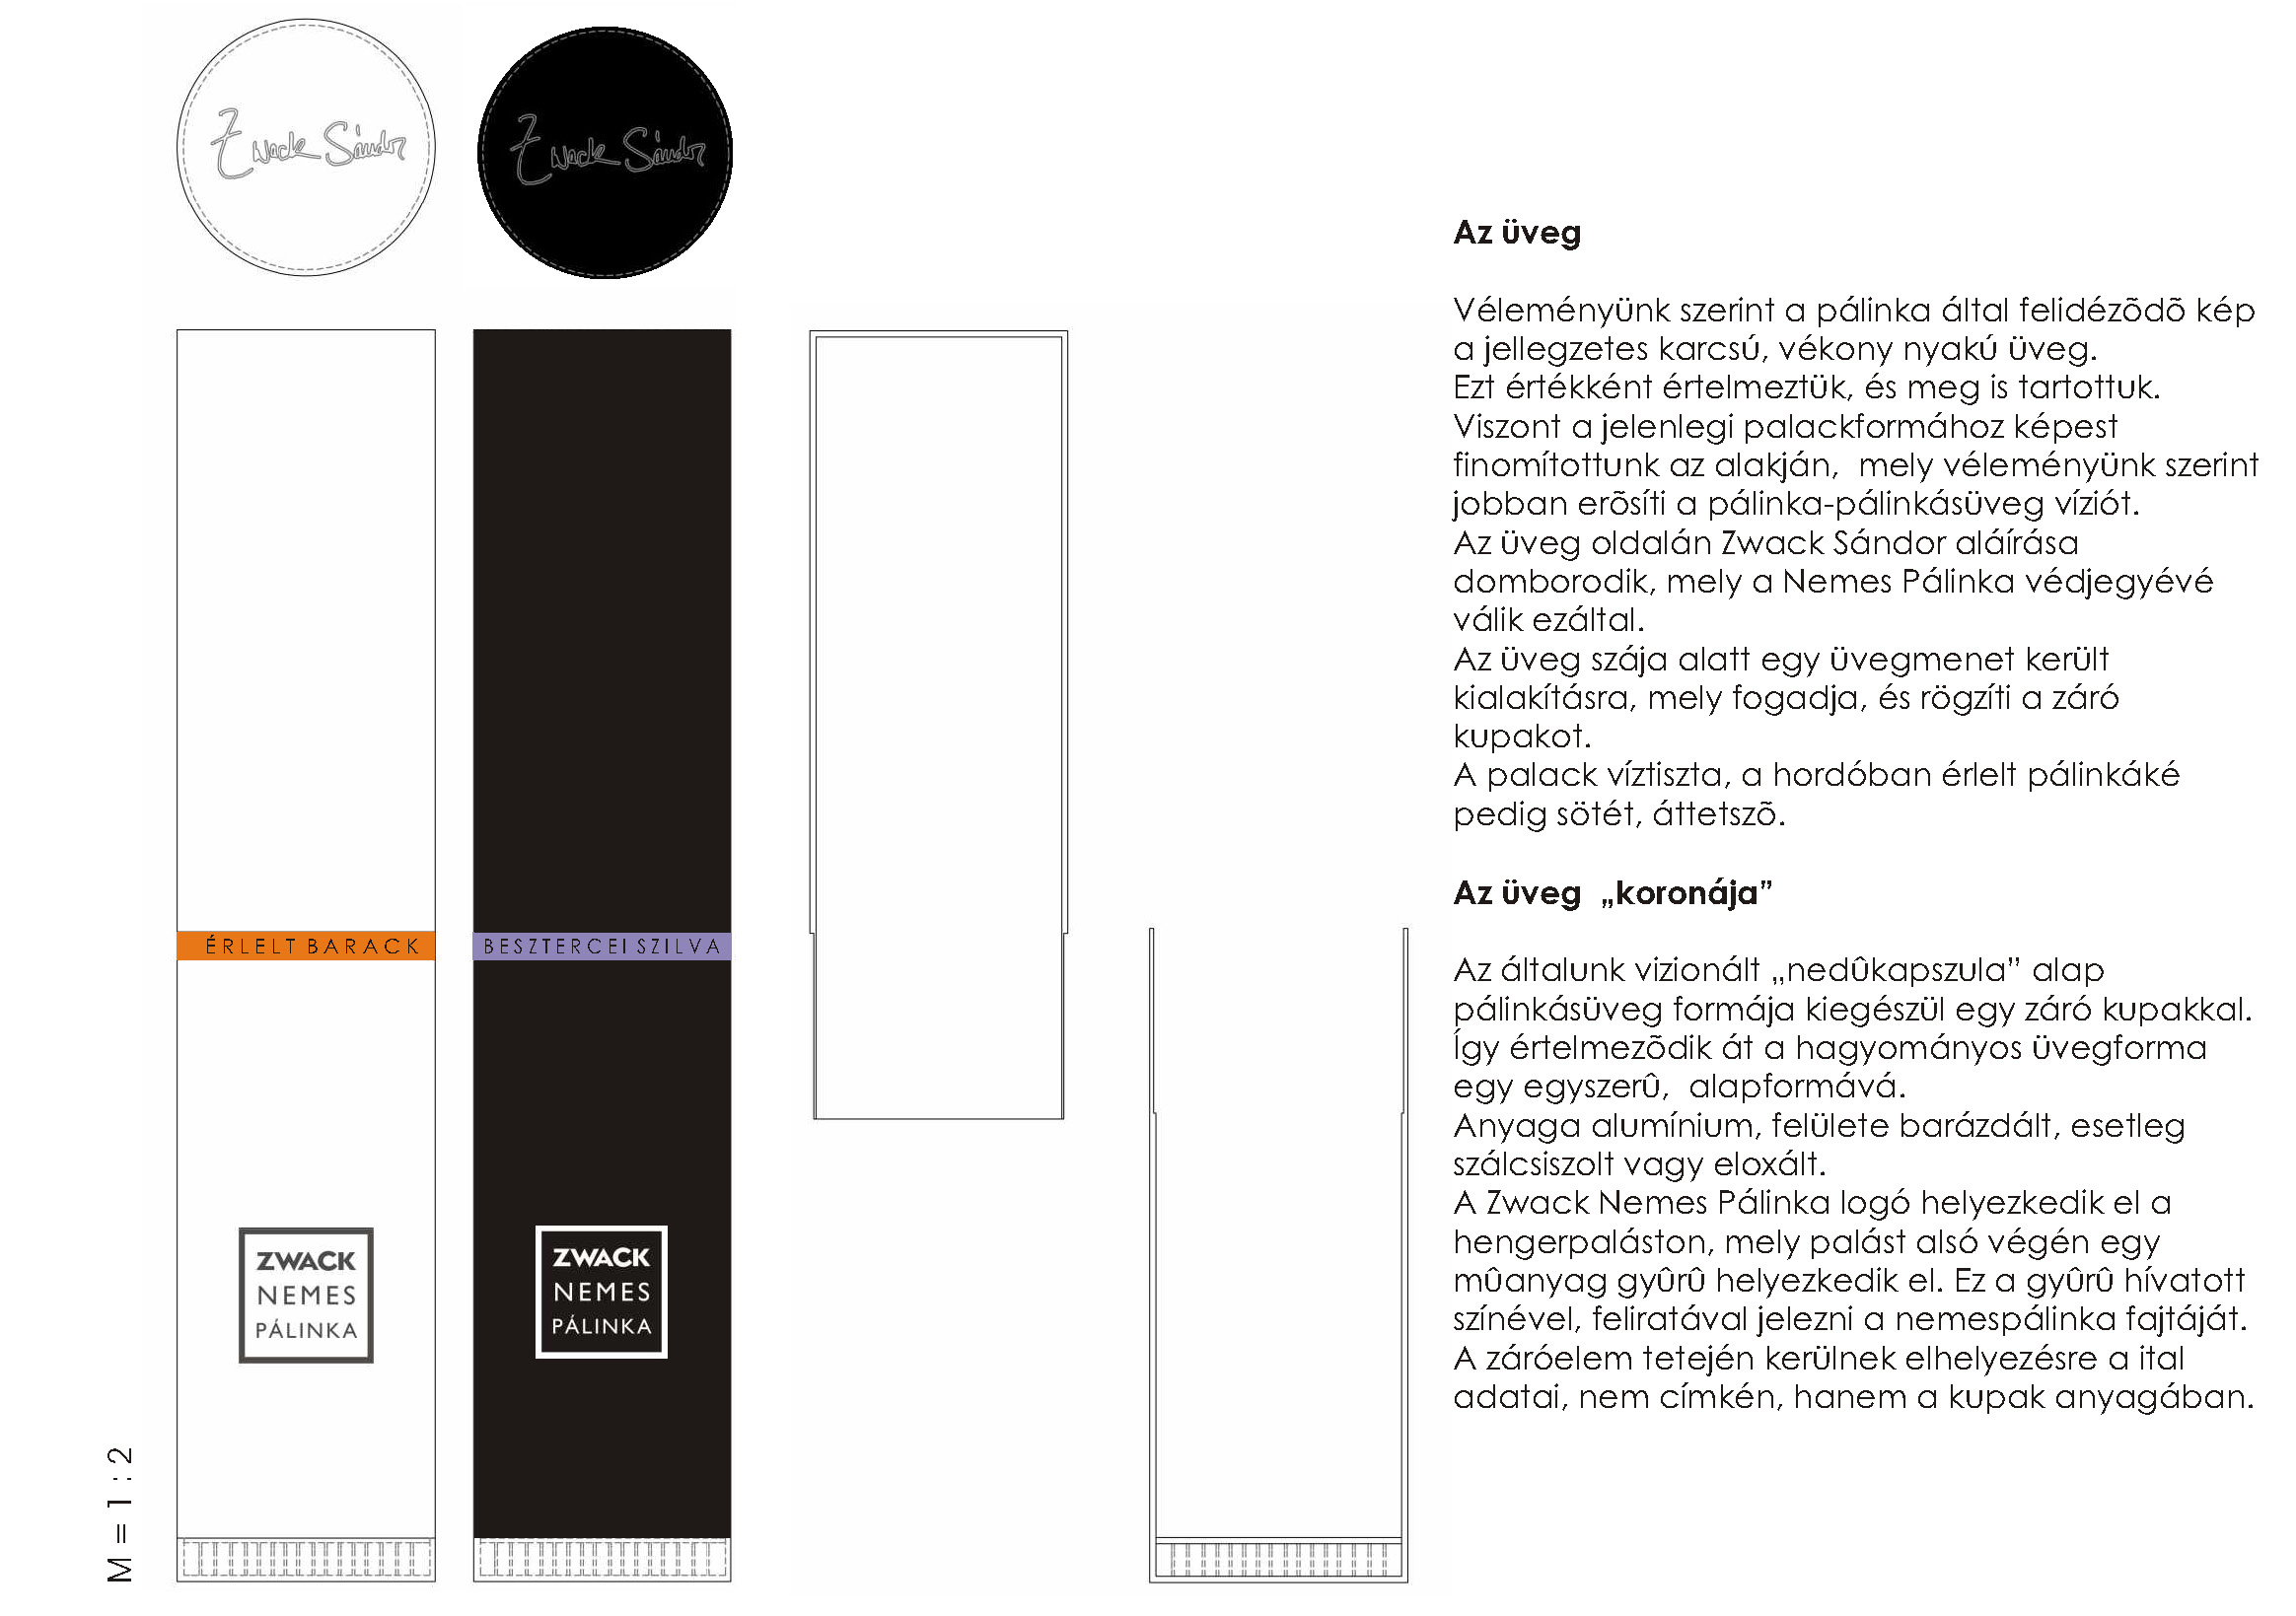 Zwack Sándor
Zwack Sándor
ÉRLELT BARACK
BESZTERCEI SZILVA
ZWACK
NEMES
PÁLINKA
ZWACK
NEMES
PÁLINKA
M = 1 : 2
Az üveg
Véleményünk szerint a pálinka által felidézõdõ kép
a jellegzetes karcsú, vékony nyakú üveg.
Ezt értékként értelmeztük, és meg is tartottuk.
Viszont a jelenlegi palackformához képest
finomítottunk az alakján,  mely véleményünk szerint
jobban erõsíti a pálinka-pálinkásüveg víziót.
Az üveg oldalán Zwack Sándor aláírása
domborodik, mely a Nemes Pálinka védjegyévé
válik ezáltal.
Az üveg szája alatt egy üvegmenet került
kialakításra, mely fogadja, és rögzíti a záró
kupakot.
A palack víztiszta, a hordóban érlelt pálinkáké
pedig sötét, áttetszõ.
Az üveg  „koronája”
Az általunk vizionált „nedûkapszula” alap
pálinkásüveg formája kiegészül egy záró kupakkal.
Így értelmezõdik át a hagyományos üvegforma
egy egyszerû,  alapformává.
Anyaga alumínium, felülete barázdált, esetleg
szálcsiszolt vagy eloxált.
A Zwack Nemes Pálinka logó helyezkedik el a
hengerpaláston, mely palást alsó végén egy
mûanyag gyûrû helyezkedik el. Ez a gyûrû hívatott
színével, feliratával jelezni a nemespálinka fajtáját.
A záróelem tetején kerülnek elhelyezésre a ital
adatai, nem címkén, hanem a kupak anyagában.